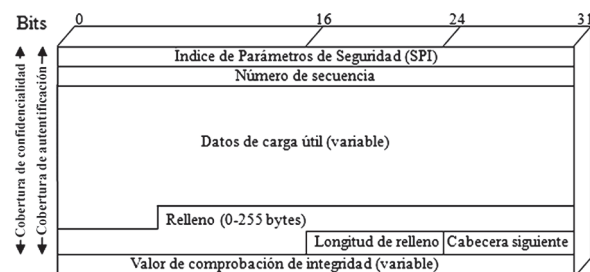 Bits 0 16 24 31
Indice de Parámetros de Seguridad (SPI)
Número de secuencia
Cobertura de confidencialidad
Cobertura de autentificación
Datos de carga útil (variable)
Relleno (0-255 bytes)
Longitud de relleno Cabecera siguiente
Valor de comprobación de integridad (variable)